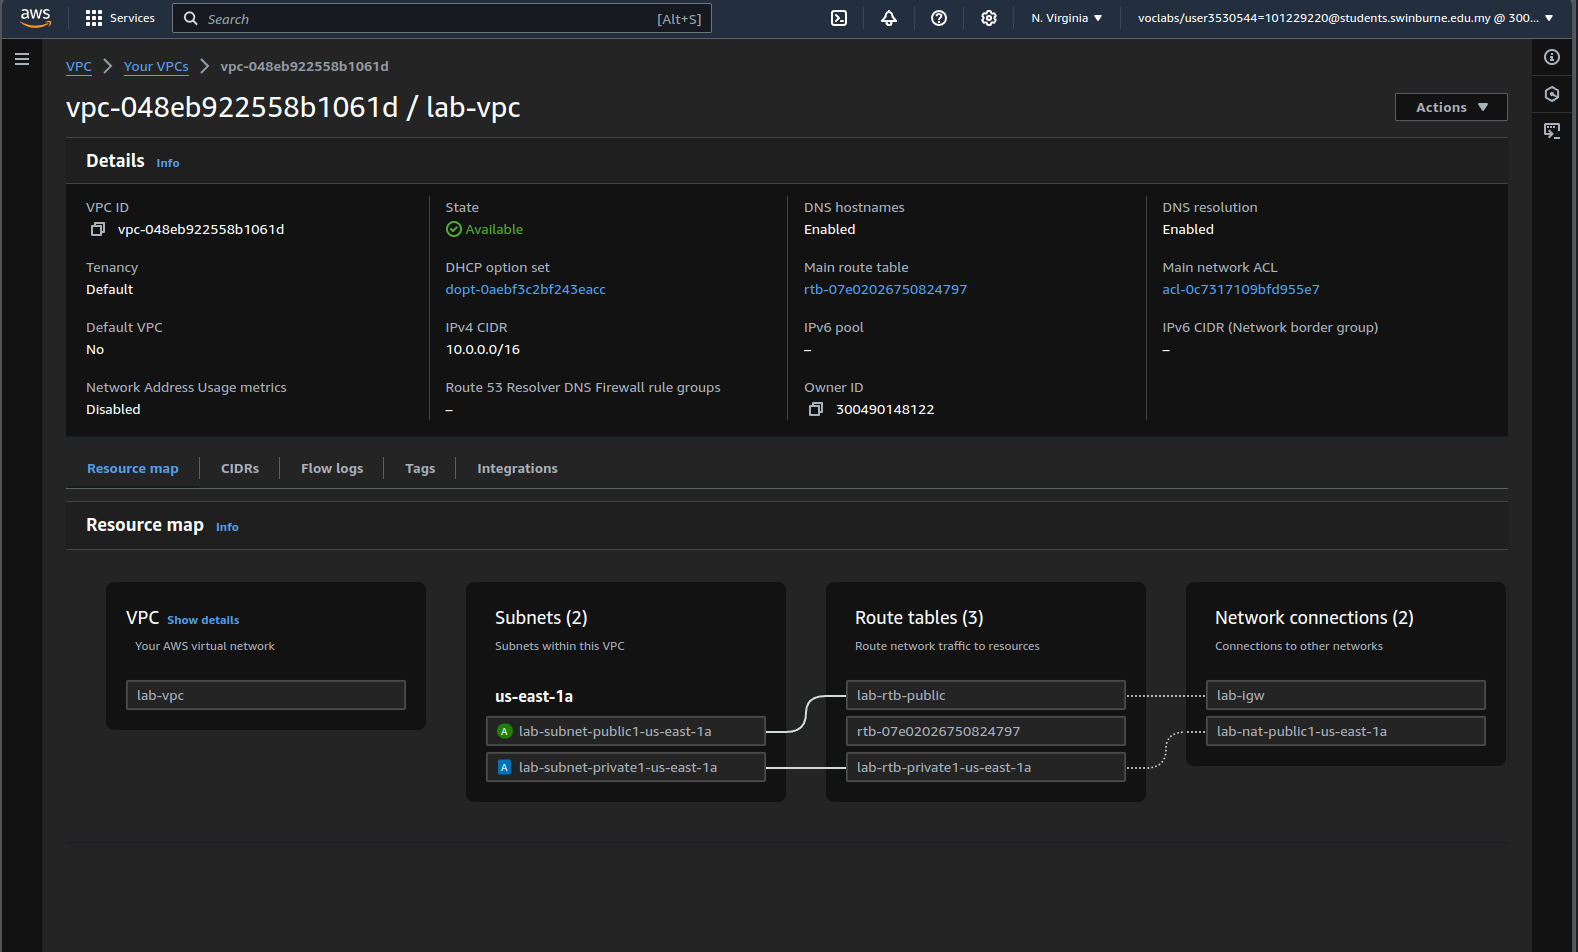 aws
Services
Search
[Alt+S]
N. Virginia
voclabs/user3530544=101229220@students.swinburne.edu.my @ 300...
VPC
Your VPCs
vpc-048eb922558b1061d
vpc-048eb922558b1061d / lab-vpc
Actions
Details Info
VPC ID
vpc-048eb922558b1061d
State
Available
DNS hostnames
Enabled
DNS resolution
Enabled
Tenancy
Default
DHCP option set
dopt-0aebf3c2bf243eacc
Main route table
rtb-07e02026750824797
Main network ACL
acl-0c7317109bfd955e7
Default VPC
No
IPv4 CIDR
10.0.0.0/16
IPv6 pool
–
IPv6 CIDR (Network border group)
–
Network Address Usage metrics
Disabled
Route 53 Resolver DNS Firewall rule groups
–
Owner ID
300490148122
Resource map
CIDRs
Flow logs
Tags
Integrations
Resource map Info
VPC Show details
Your AWS virtual network
lab-vpc
Subnets (2)
Subnets within this VPC
us-east-1a
A lab-subnet-public1-us-east-1a
A lab-subnet-private1-us-east-1a
Route tables (3)
Route network traffic to resources
lab-rtb-public
rtb-07e02026750824797
lab-rtb-private1-us-east-1a
Network connections (2)
Connections to other networks
lab-igw
lab-nat-public1-us-east-1a